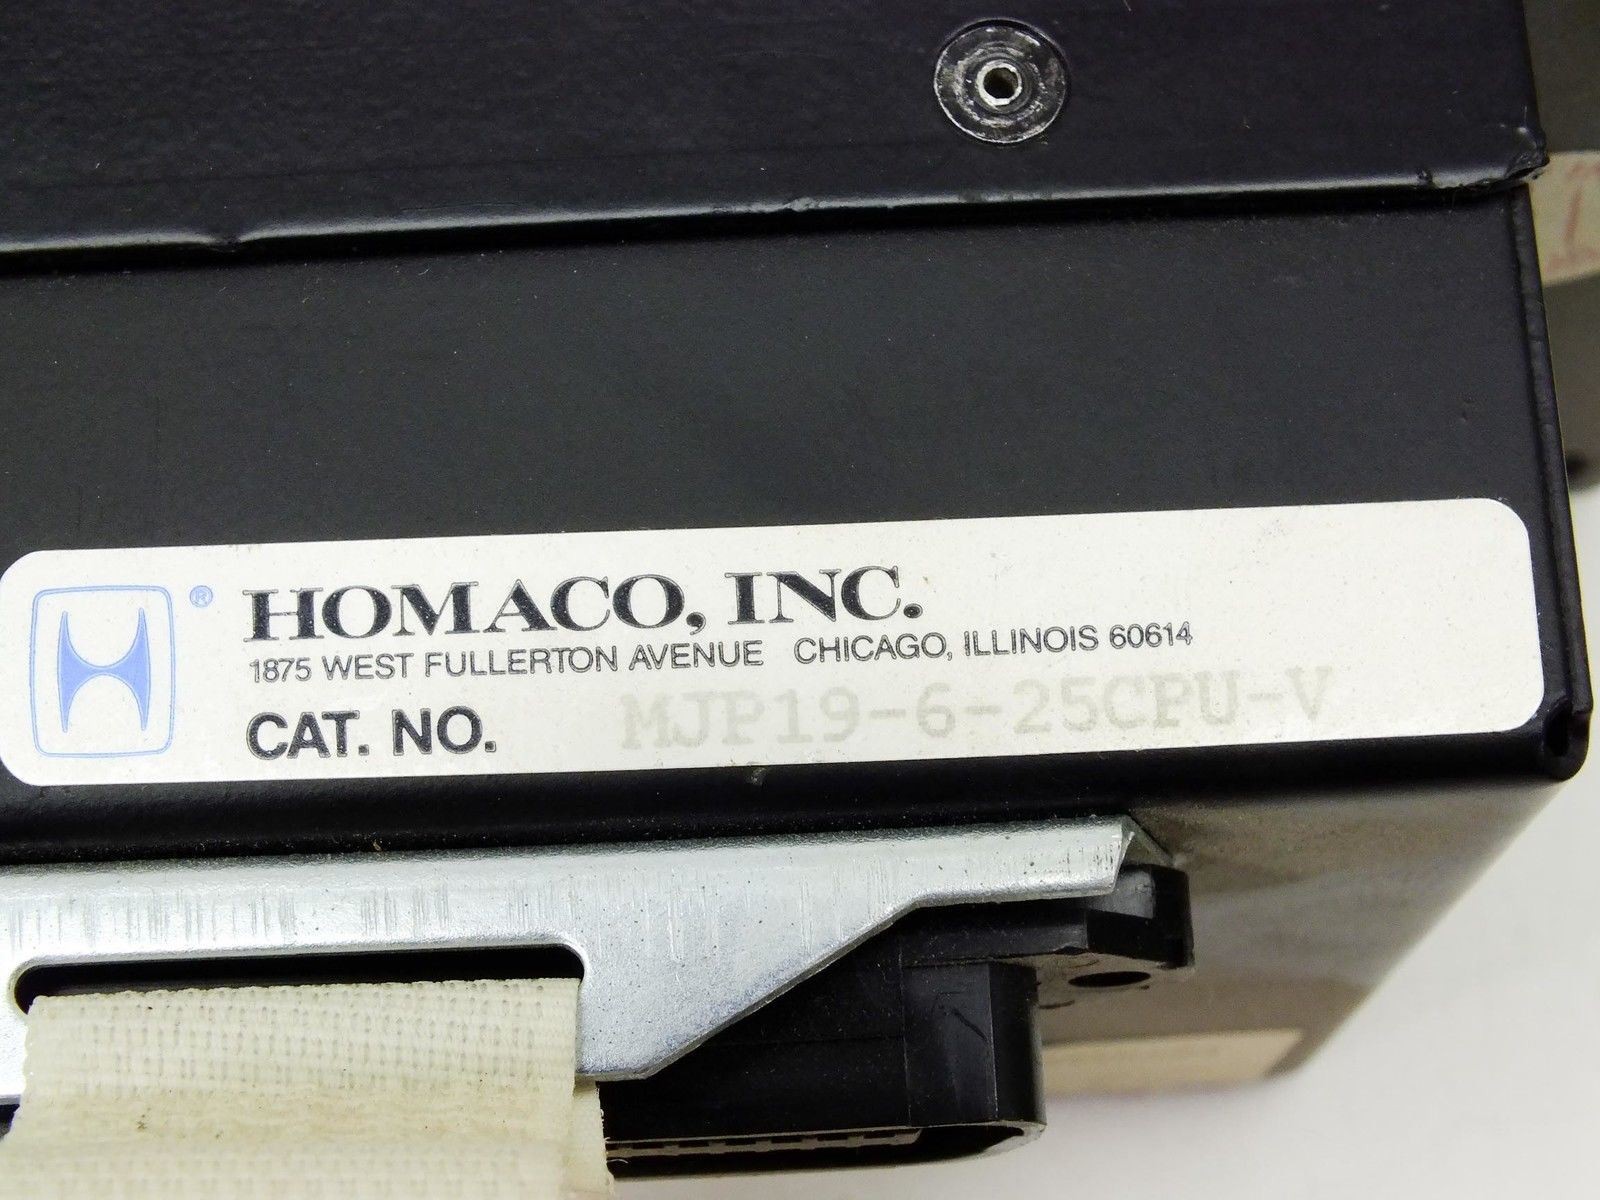 ® HOMACO, INC.
1875 WEST FULLERTON AVENUE CHICAGO, ILLINOIS 60614
CAT. NO. MJP19-6-25CPU-V